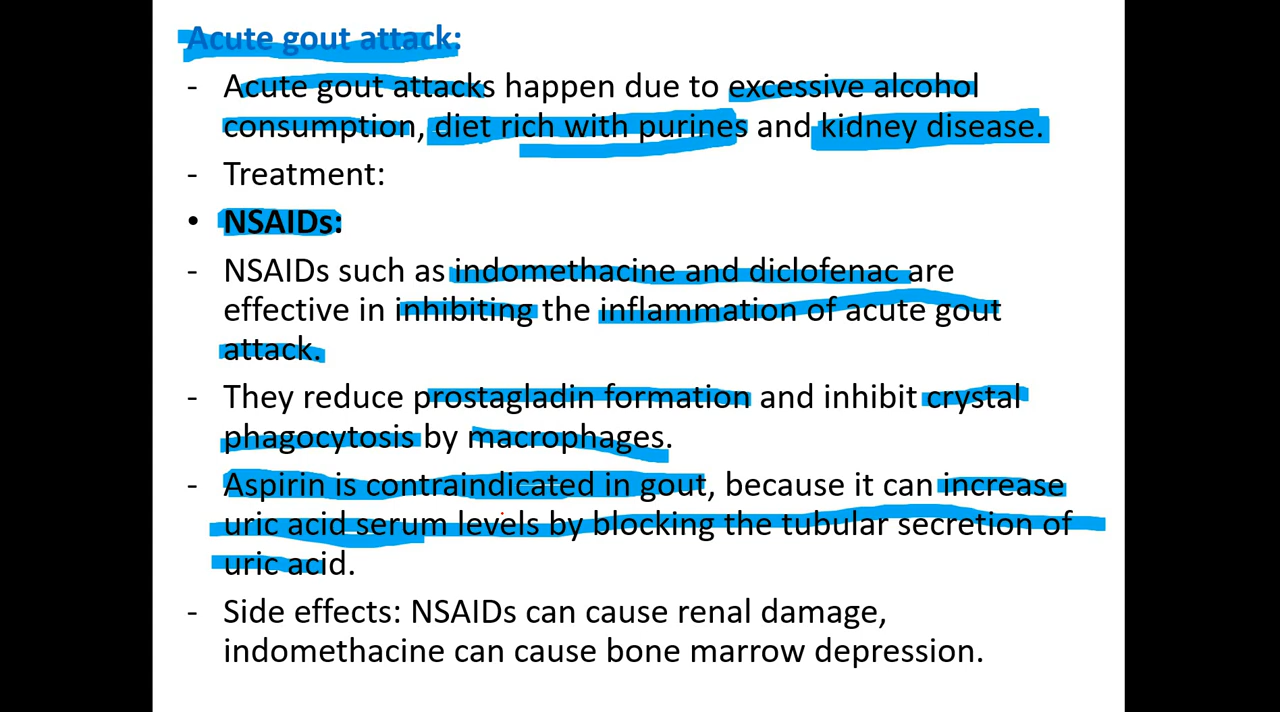 Acute gout attack:
- Acute gout attacks happen due to excessive alcohol
consumption, diet rich with purines and kidney disease.
- Treatment:
• NSAIDs:
- NSAIDs such as indomethacine and diclofenac are
effective in inhibiting the inflammation of acute gout
attack.
- They reduce prostagladin formation and inhibit crystal
phagocytosis by macrophages.
- Aspirin is contraindicated in gout, because it can increase
uric acid serum levels by blocking the tubular secretion of
uric acid.
- Side effects: NSAIDs can cause renal damage,
indomethacine can cause bone marrow depression.